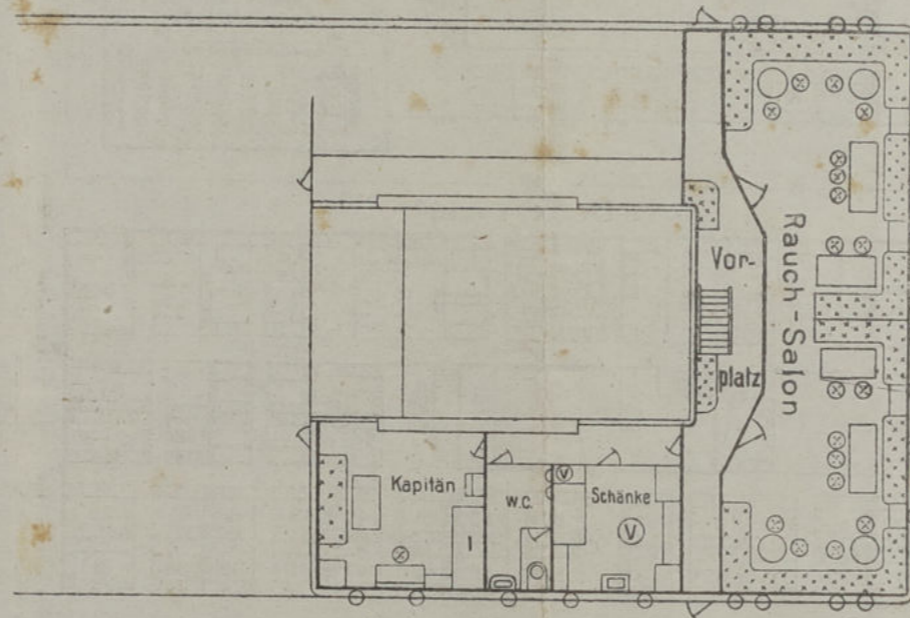 Rauch-Salon
Vor-
platz
Kapitän
I
W.C.
V
Schänke
V